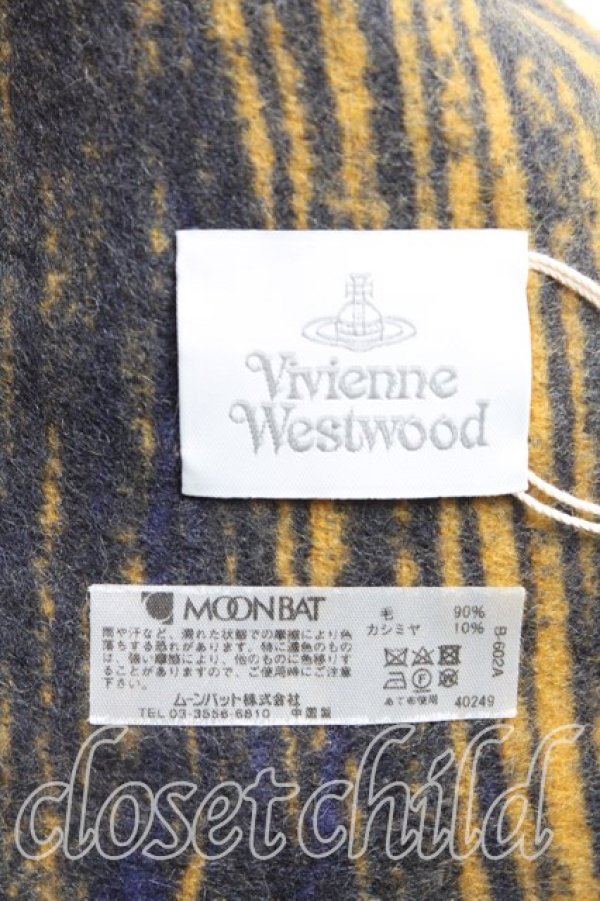 Vivienne
Westwood
MOONBAT
雨や汗など、濡れた状態での摩擦により色
落ちする恐れがあります。特に濃色のもの
は、強い摩擦により、他のものに色移りす
ることがありますので、ご使用時にはご注意
下さい。
ムーンバット株式会社
TEL 03-3556-6810 中国製
毛 90%
カシミヤ 10%
あて布使用 40249
B 602A
closet child